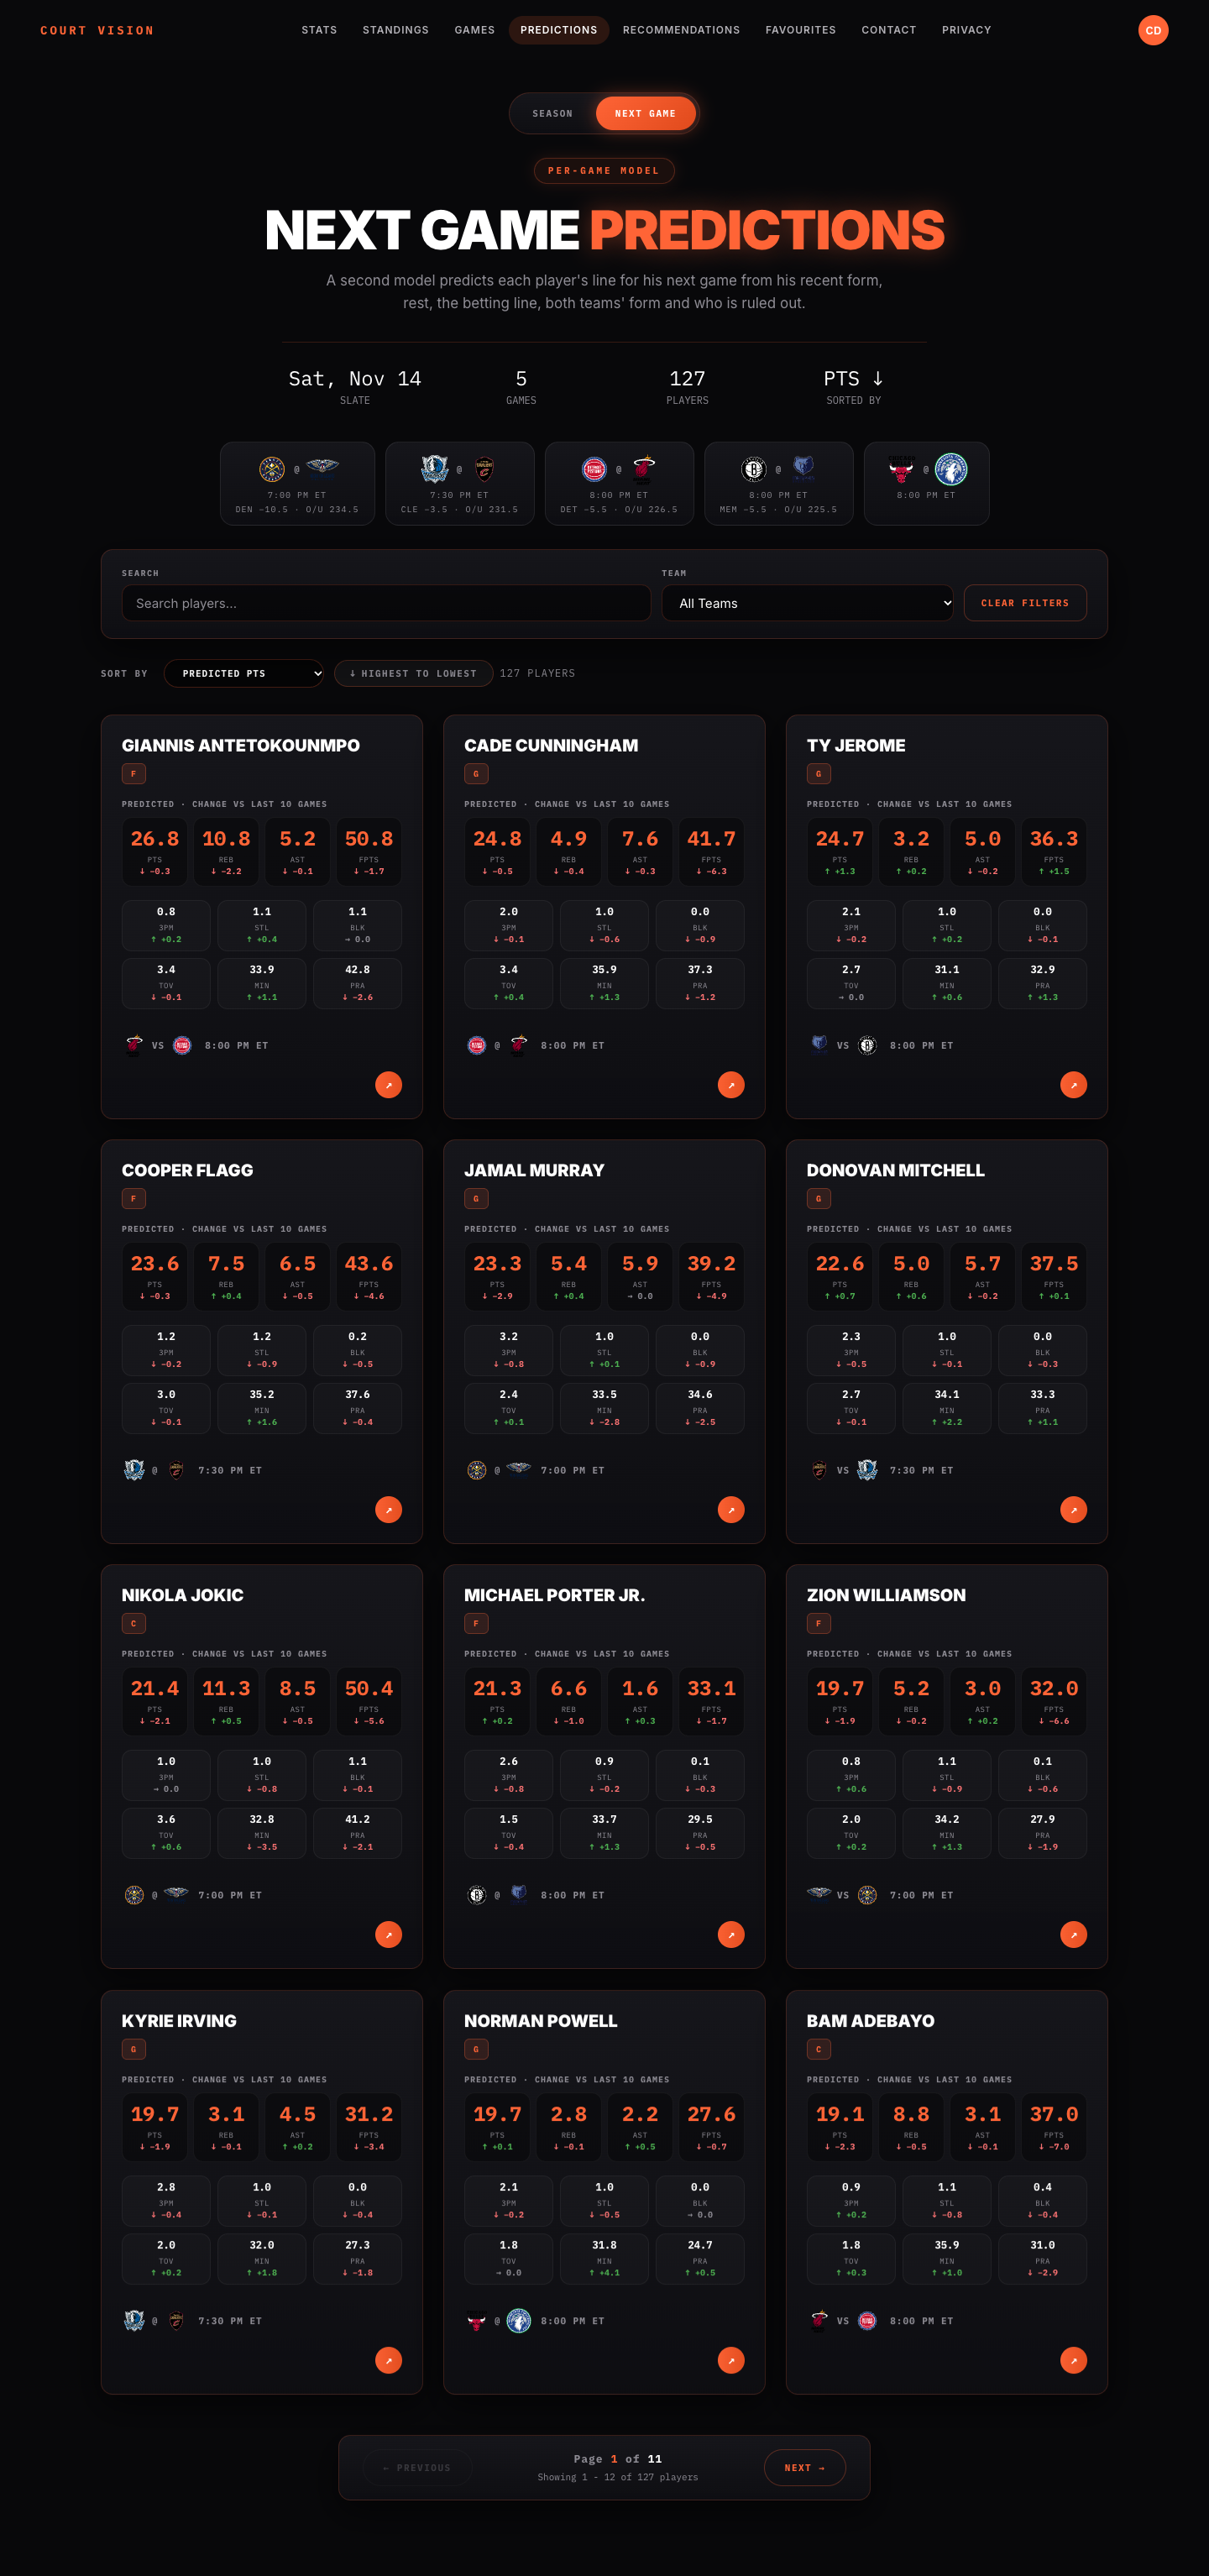 COURT VISION
STATS STANDINGS GAMES PREDICTIONS RECOMMENDATIONS FAVOURITES CONTACT PRIVACY
CD
SEASON NEXT GAME
PER-GAME MODEL
NEXT GAME PREDICTIONS
A second model predicts each player's line for his next game from his recent form,
rest, the betting line, both teams' form and who is ruled out.
Sat, Nov 14 5 127 PTS ↓
SLATE GAMES PLAYERS SORTED BY
@ @ @ @ @
7:00 PM ET 7:30 PM ET 8:00 PM ET 8:00 PM ET 8:00 PM ET
DEN −10.5 · O/U 234.5 CLE −3.5 · O/U 231.5 DET −5.5 · O/U 226.5 MEM −5.5 · O/U 225.5
SEARCH TEAM
Search players... All Teams CLEAR FILTERS
SORT BY PREDICTED PTS ↓ HIGHEST TO LOWEST 127 PLAYERS
GIANNIS ANTETOKOUNMPO CADE CUNNINGHAM TY JEROME
F G G
PREDICTED · CHANGE VS LAST 10 GAMES PREDICTED · CHANGE VS LAST 10 GAMES PREDICTED · CHANGE VS LAST 10 GAMES
26.8 10.8 5.2 50.8 24.8 4.9 7.6 41.7 24.7 3.2 5.0 36.3
PTS REB AST FPTS PTS REB AST FPTS PTS REB AST FPTS
↓ −0.3 ↓ −2.2 ↓ −0.1 ↓ −1.7 ↓ −0.5 ↓ −0.4 ↓ −0.3 ↓ −6.3 ↑ +1.3 ↑ +0.2 ↓ −0.2 ↑ +1.5
0.8 1.1 1.1 2.0 1.0 0.0 2.1 1.0 0.0
3PM STL BLK 3PM STL BLK 3PM STL BLK
↑ +0.2 ↑ +0.4 → 0.0 ↓ −0.1 ↓ −0.6 ↓ −0.9 ↓ −0.2 ↑ +0.2 ↓ −0.1
3.4 33.9 42.8 3.4 35.9 37.3 2.7 31.1 32.9
TOV MIN PRA TOV MIN PRA TOV MIN PRA
↓ −0.1 ↑ +1.1 ↓ −2.6 ↑ +0.4 ↑ +1.3 ↓ −1.2 → 0.0 ↑ +0.6 ↑ +1.3
VS 8:00 PM ET @ 8:00 PM ET VS 8:00 PM ET
↗ ↗ ↗
COOPER FLAGG JAMAL MURRAY DONOVAN MITCHELL
F G G
PREDICTED · CHANGE VS LAST 10 GAMES PREDICTED · CHANGE VS LAST 10 GAMES PREDICTED · CHANGE VS LAST 10 GAMES
23.6 7.5 6.5 43.6 23.3 5.4 5.9 39.2 22.6 5.0 5.7 37.5
PTS REB AST FPTS PTS REB AST FPTS PTS REB AST FPTS
↓ −0.3 ↑ +0.4 ↓ −0.5 ↓ −4.6 ↓ −2.9 ↑ +0.4 → 0.0 ↓ −4.9 ↑ +0.7 ↑ +0.6 ↓ −0.2 ↑ +0.1
1.2 1.2 0.2 3.2 1.0 0.0 2.3 1.0 0.0
3PM STL BLK 3PM STL BLK 3PM STL BLK
↓ −0.2 ↓ −0.9 ↓ −0.5 ↓ −0.8 ↑ +0.1 ↓ −0.9 ↓ −0.5 ↓ −0.1 ↓ −0.3
3.0 35.2 37.6 2.4 33.5 34.6 2.7 34.1 33.3
TOV MIN PRA TOV MIN PRA TOV MIN PRA
↓ −0.1 ↑ +1.6 ↓ −0.4 ↑ +0.1 ↓ −2.8 ↓ −2.5 ↓ −0.1 ↑ +2.2 ↑ +1.1
@ 7:30 PM ET @ 7:00 PM ET VS 7:30 PM ET
↗ ↗ ↗
NIKOLA JOKIC MICHAEL PORTER JR. ZION WILLIAMSON
C F F
PREDICTED · CHANGE VS LAST 10 GAMES PREDICTED · CHANGE VS LAST 10 GAMES PREDICTED · CHANGE VS LAST 10 GAMES
21.4 11.3 8.5 50.4 21.3 6.6 1.6 33.1 19.7 5.2 3.0 32.0
PTS REB AST FPTS PTS REB AST FPTS PTS REB AST FPTS
↓ −2.1 ↑ +0.5 ↓ −0.5 ↓ −5.6 ↑ +0.2 ↓ −1.0 ↑ +0.3 ↓ −1.7 ↓ −1.9 ↓ −0.2 ↑ +0.2 ↓ −6.6
1.0 1.0 1.1 2.6 0.9 0.1 0.8 1.1 0.1
3PM STL BLK 3PM STL BLK 3PM STL BLK
→ 0.0 ↓ −0.8 ↓ −0.1 ↓ −0.8 ↓ −0.2 ↓ −0.3 ↑ +0.6 ↓ −0.9 ↓ −0.6
3.6 32.8 41.2 1.5 33.7 29.5 2.0 34.2 27.9
TOV MIN PRA TOV MIN PRA TOV MIN PRA
↑ +0.6 ↓ −3.5 ↓ −2.1 ↓ −0.4 ↑ +1.3 ↓ −0.5 ↑ +0.2 ↑ +1.3 ↓ −1.9
@ 7:00 PM ET @ 8:00 PM ET VS 7:00 PM ET
↗ ↗ ↗
KYRIE IRVING NORMAN POWELL BAM ADEBAYO
G G C
PREDICTED · CHANGE VS LAST 10 GAMES PREDICTED · CHANGE VS LAST 10 GAMES PREDICTED · CHANGE VS LAST 10 GAMES
19.7 3.1 4.5 31.2 19.7 2.8 2.2 27.6 19.1 8.8 3.1 37.0
PTS REB AST FPTS PTS REB AST FPTS PTS REB AST FPTS
↓ −1.9 ↓ −0.1 ↑ +0.2 ↓ −3.4 ↑ +0.1 ↓ −0.1 ↑ +0.5 ↓ −0.7 ↓ −2.3 ↓ −0.5 ↓ −0.1 ↓ −7.0
2.8 1.0 0.0 2.1 1.0 0.0 0.9 1.1 0.4
3PM STL BLK 3PM STL BLK 3PM STL BLK
↓ −0.4 ↓ −0.1 ↓ −0.4 ↓ −0.2 ↓ −0.5 → 0.0 ↑ +0.2 ↓ −0.8 ↓ −0.4
2.0 32.0 27.3 1.8 31.8 24.7 1.8 35.9 31.0
TOV MIN PRA TOV MIN PRA TOV MIN PRA
↑ +0.2 ↑ +1.8 ↓ −1.8 → 0.0 ↑ +4.1 ↑ +0.5 ↑ +0.3 ↑ +1.0 ↓ −2.9
@ 7:30 PM ET @ 8:00 PM ET VS 8:00 PM ET
↗ ↗ ↗
← PREVIOUS Page 1 of 11 NEXT →
Showing 1 - 12 of 127 players